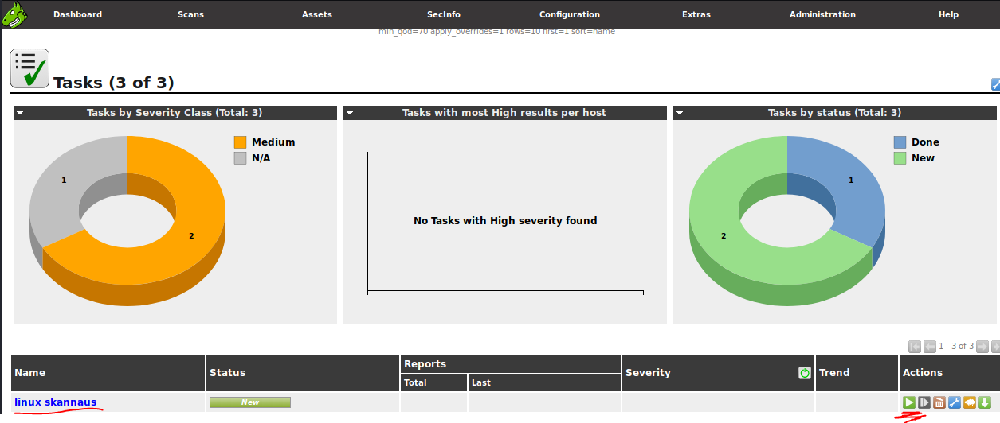 Dashboard Scans Assets SecInfo Configuration Extras Administration Help
min_qod=70 apply_overrides=1 rows=10 first=1 sort=name
Tasks (3 of 3)
Tasks by Severity Class (Total: 3)
Medium
N/A
1
2
Tasks with most High results per host
No Tasks with High severity found
Tasks by status (Total: 3)
Done
New
1
2
1 - 3 of 3
Name Status Reports Severity Trend Actions
Total Last
linux skannaus New